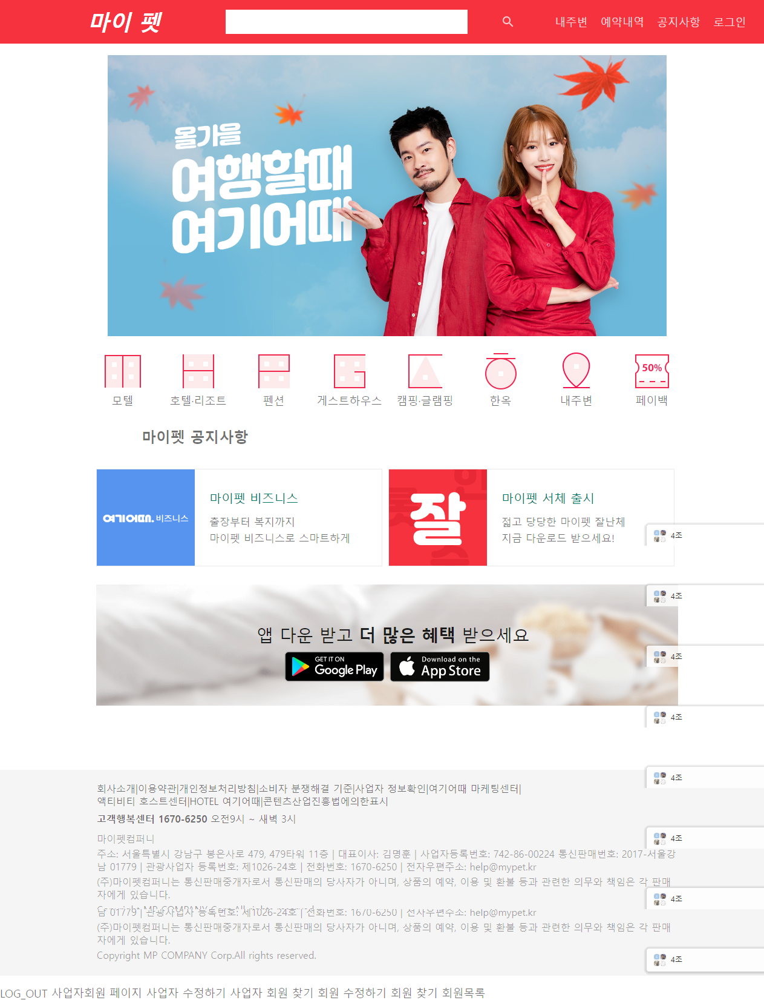 마이 펫
내주변 예약내역 공지사항 로그인
올가을
여행할때
여기어때
50%
모텔 호텔·리조트 펜션 게스트하우스 캠핑·글램핑 한옥 내주변 페이백
마이펫 공지사항
여기어때. 비즈니스
마이펫 비즈니스
출장부터 복지까지
마이펫 비즈니스로 스마트하게
잘
마이펫 서체 출시
젊고 당당한 마이펫 잘난체
지금 다운로드 받으세요!
4조
4조
앱 다운 받고 더 많은 혜택 받으세요
GET IT ON
Google Play
Download on the
App Store
4조
4조
4조
회사소개|이용약관|개인정보처리방침|소비자 분쟁해결 기준|사업자 정보확인|여기어때 마케팅센터|
액티비티 호스트센터|HOTEL 여기어때|콘텐츠산업진흥법에의한표시
고객행복센터 1670-6250 오전9시 ~ 새벽 3시
4조
마이펫컴퍼니
주소: 서울특별시 강남구 봉은사로 479, 479타워 11층 | 대표이사: 김명훈 | 사업자등록번호: 742-86-00224 통신판매번호: 2017-서울강
남 01779 | 관광사업자 등록번호: 제1026-24호 | 전화번호: 1670-6250 | 전자우편주소: help@mypet.kr
(주)마이펫컴퍼니는 통신판매중개자로서 통신판매의 당사자가 아니며, 상품의 예약, 이용 및 환불 등과 관련한 의무와 책임은 각 판매
자에게 있습니다.
4조
남 01779 | 관광사업자 등록번호: 제1026-24호 | 전화번호: 1670-6250 | 전자우편주소: help@mypet.kr
(주)마이펫컴퍼니는 통신판매중개자로서 통신판매의 당사자가 아니며, 상품의 예약, 이용 및 환불 등과 관련한 의무와 책임은 각 판매
자에게 있습니다.
Copyright MP COMPANY Corp.All rights reserved.
4조
LOG_OUT 사업자회원 페이지 사업자 수정하기 사업자 회원 찾기 회원 수정하기 회원 찾기 회원목록